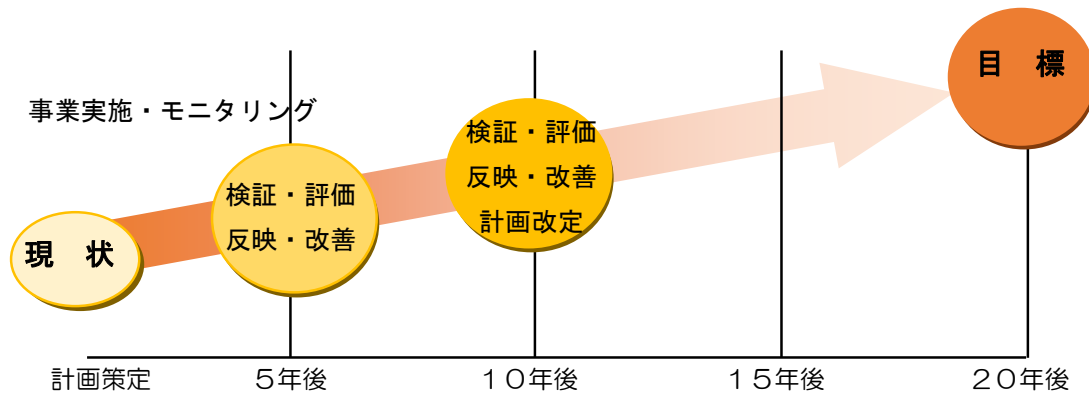 目　標
事業実施・モニタリング
検証・評価
反映・改善
計画改定
検証・評価
反映・改善
現　状
計画策定
５年後
１０年後
１５年後
２０年後